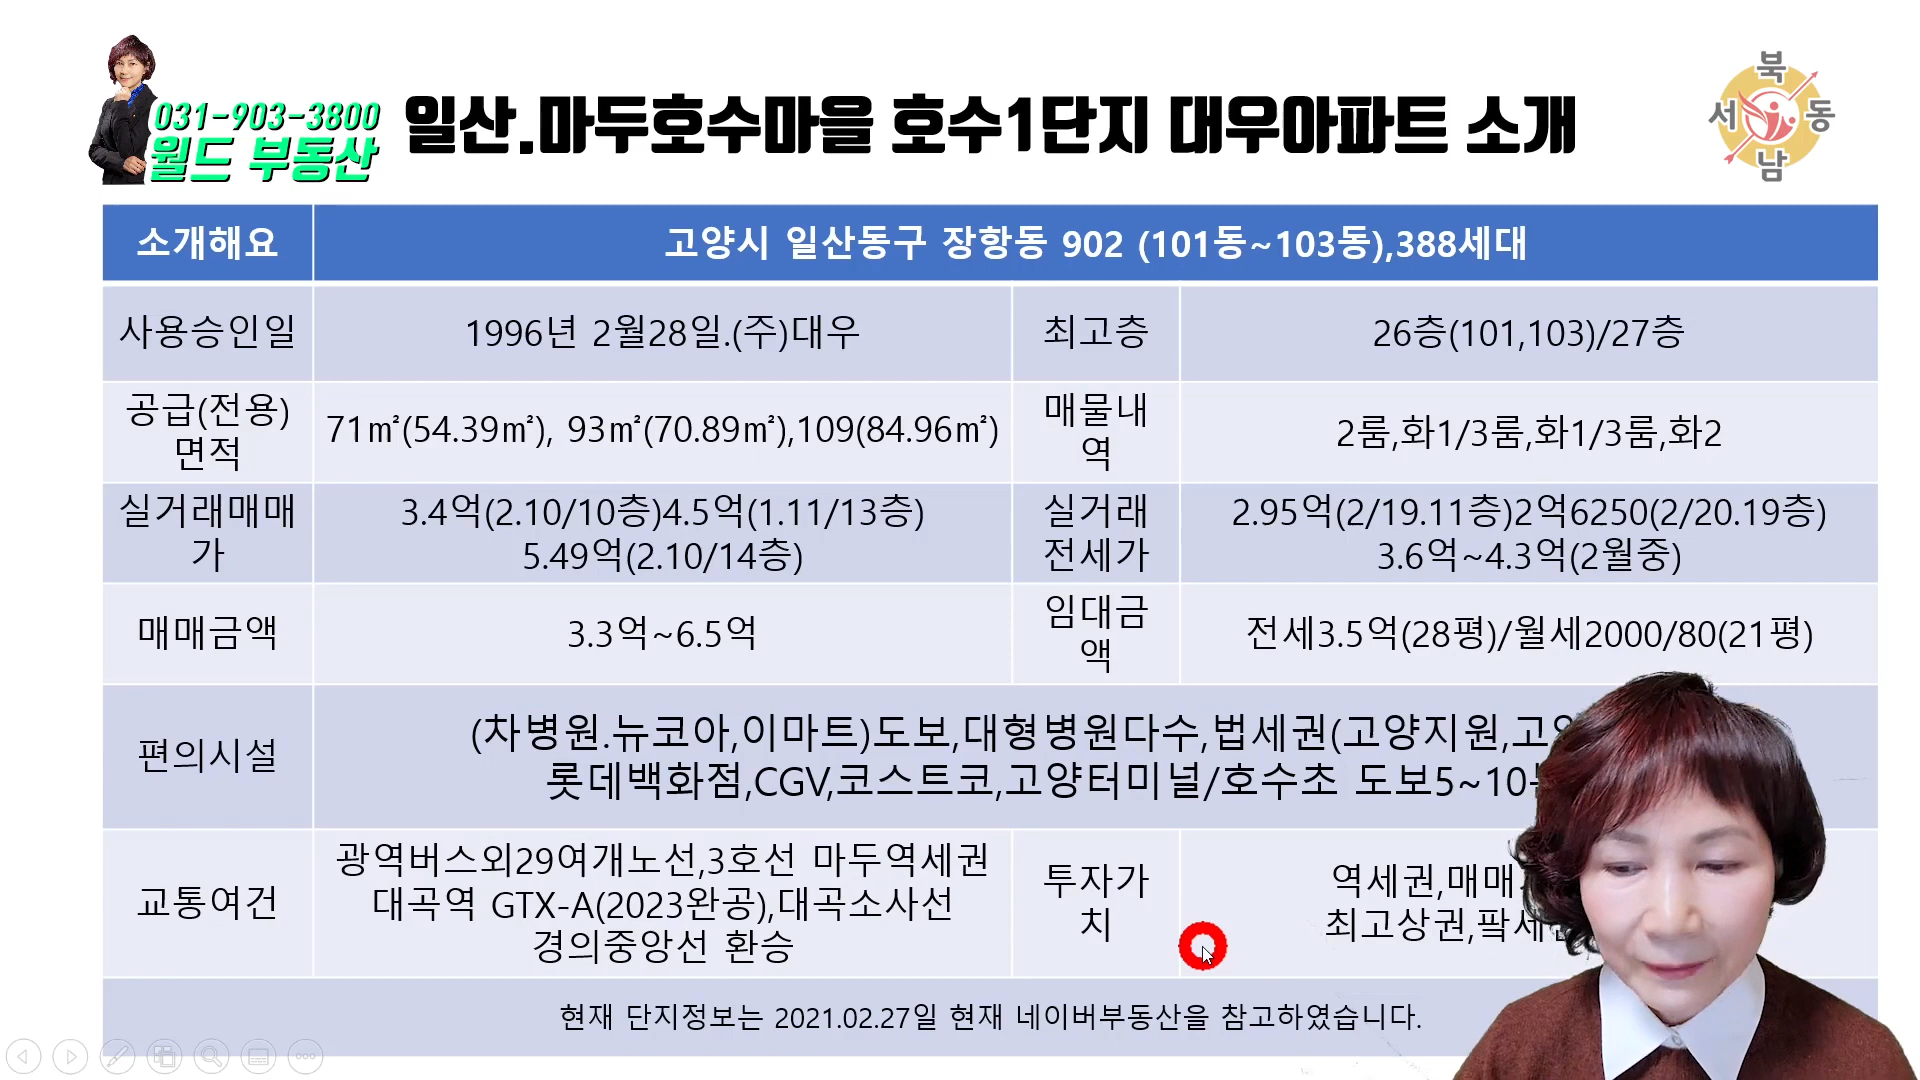 031-903-3800
월드 부동산
일산.마두호수마을 호수1단지 대우아파트 소개
북
서
동
남
소개해요
고양시 일산동구 장항동 902 (101동~103동),388세대
사용승인일
1996년 2월28일.(주)대우
최고층
26층(101,103)/27층
공급(전용)
면적
71㎡(54.39㎡), 93㎡(70.89㎡),109(84.96㎡)
매물내
역
2룸,화1/3룸,화1/3룸,화2
실거래매매
가
3.4억(2.10/10층)4.5억(1.11/13층)
5.49억(2.10/14층)
실거래
전세가
2.95억(2/19.11층)2억6250(2/20.19층)
3.6억~4.3억(2월중)
매매금액
3.3억~6.5억
임대금
액
전세3.5억(28평)/월세2000/80(21평)
편의시설
(차병원.뉴코아,이마트)도보,대형병원다수,법세권(고양지원,
롯데백화점,CGV,코스트코,고양터미널/호수초 도보5~10
교통여건
광역버스외29여개노선,3호선 마두역세권
대곡역 GTX-A(2023완공),대곡소사선
경의중앙선 환승
투자가
치
역세권,매매
최고상권,팍세
현재 단지정보는 2021.02.27일 현재 네이버부동산을 참고하였습니다.